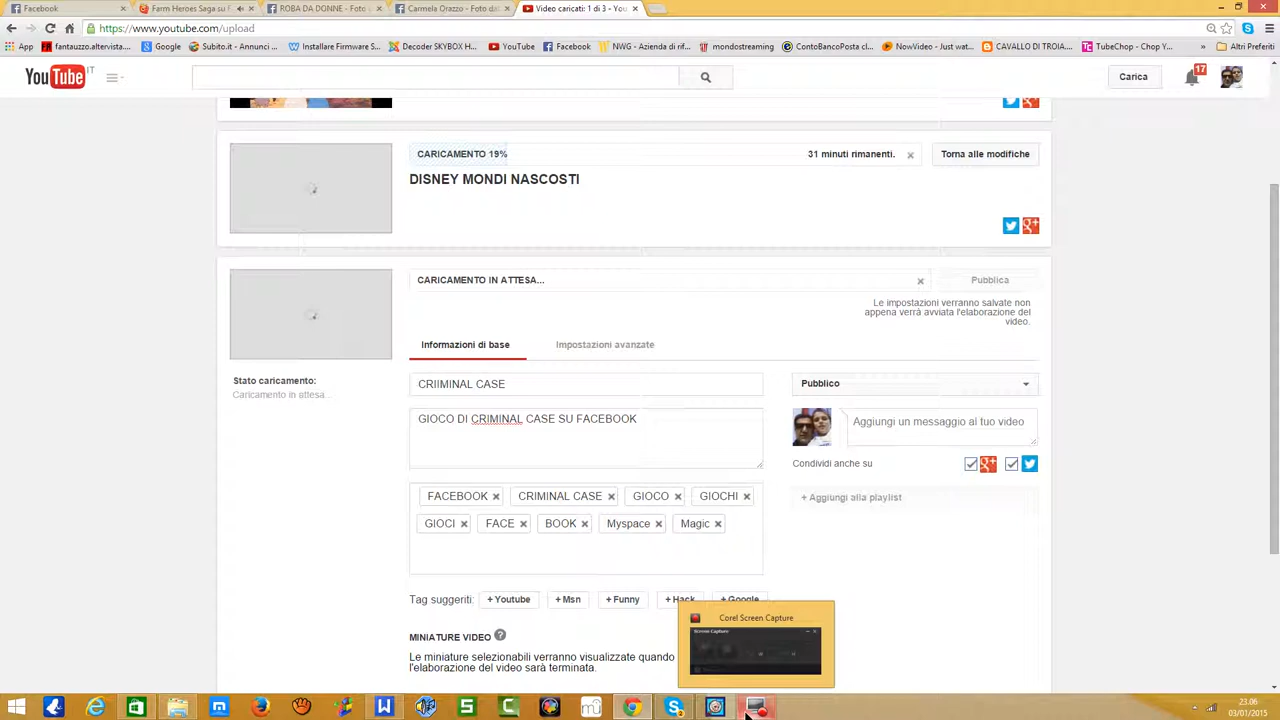 Facebook
Farm Heroes Saga su F
ROBA DA DONNE - Foto
Carmela Orazzo - Foto da
Video caricati: 1 di 3 - You
https://www.youtube.com/upload
App
fantauzzo.altervista...
Google
Subito.it - Annunci ...
Installare Firmware S...
Decoder SKYBOX H...
YouTube
Facebook
NWG - Azienda di rif...
mondostreaming
ContoBancoPosta cl...
NowVideo - Just wat...
CAVALLO DI TROIA...
TubeChop - Chop Y...
Altri Preferiti
YouTube IT
Carica
17
CARICAMENTO 19%
31 minuti rimanenti.
Torna alle modifiche
DISNEY MONDI NASCOSTI
CARICAMENTO IN ATTESA...
Pubblica
Le impostazioni verranno salvate non
appena verrà avviata l'elaborazione del
video.
Informazioni di base
Impostazioni avanzate
Stato caricamento:
Caricamento in attesa...
CRIIMINAL CASE
Pubblico
GIOCO DI CRIMINAL CASE SU FACEBOOK
Aggiungi un messaggio al tuo video
Condividi anche su
FACEBOOK
CRIMINAL CASE
GIOCO
GIOCHI
+ Aggiungi alla playlist
GIOCI
FACE
BOOK
Myspace
Magic
Tag suggeriti:
+ Youtube
+ Msn
+ Funny
+ Hack
+ Google
Corel Screen Capture
Screen Capture
MINIATURE VIDEO ?
Le miniature selezionabili verranno visualizzate quando
l'elaborazione del video sarà terminata.
23.06
03/01/2015